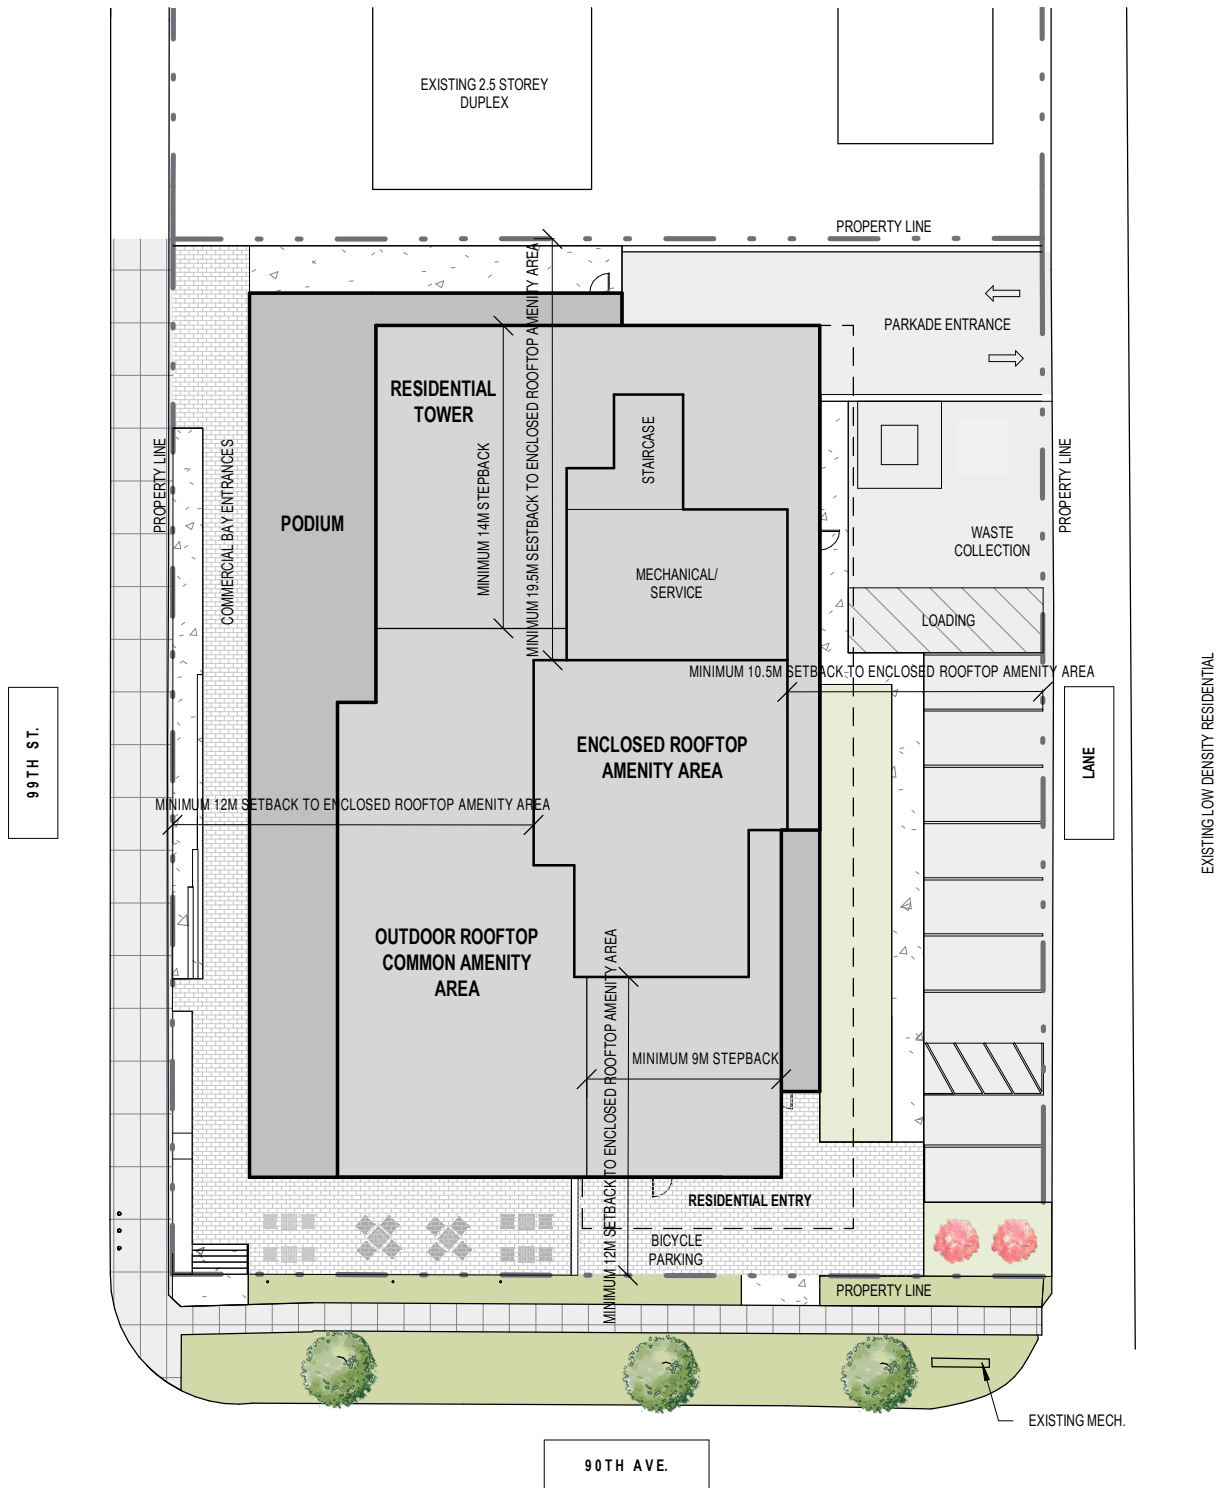 EXISTING 2.5 STOREY
DUPLEX
PROPERTY LINE
PARKADE ENTRANCE
RESIDENTIAL
TOWER
MINIMUM 14M STEPBACK
MINIMUM 19.5M SESTBACK TO ENCLOSED ROOFTOP AMENITY AREA
STAIRCASE
PROPERTY LINE
COMMERCIAL BAY ENTRANCES
PODIUM
PROPERTY LINE
WASTE
COLLECTION
MECHANICAL/
SERVICE
LOADING
MINIMUM 10.5M SETBACK TO ENCLOSED ROOFTOP AMENITY AREA
99TH ST.
ENCLOSED ROOFTOP
AMENITY AREA
LANE
EXISTING LOW DENSITY RESIDENTIAL
MINIMUM 12M SETBACK TO ENCLOSED ROOFTOP AMENITY AREA
OUTDOOR ROOFTOP
COMMON AMENITY
AREA
MINIMUM 12M SETBACK TO ENCLOSED ROOFTOP AMENITY AREA
MINIMUM 9M STEPBACK
RESIDENTIAL ENTRY
BICYCLE
PARKING
PROPERTY LINE
EXISTING MECH.
90TH AVE.